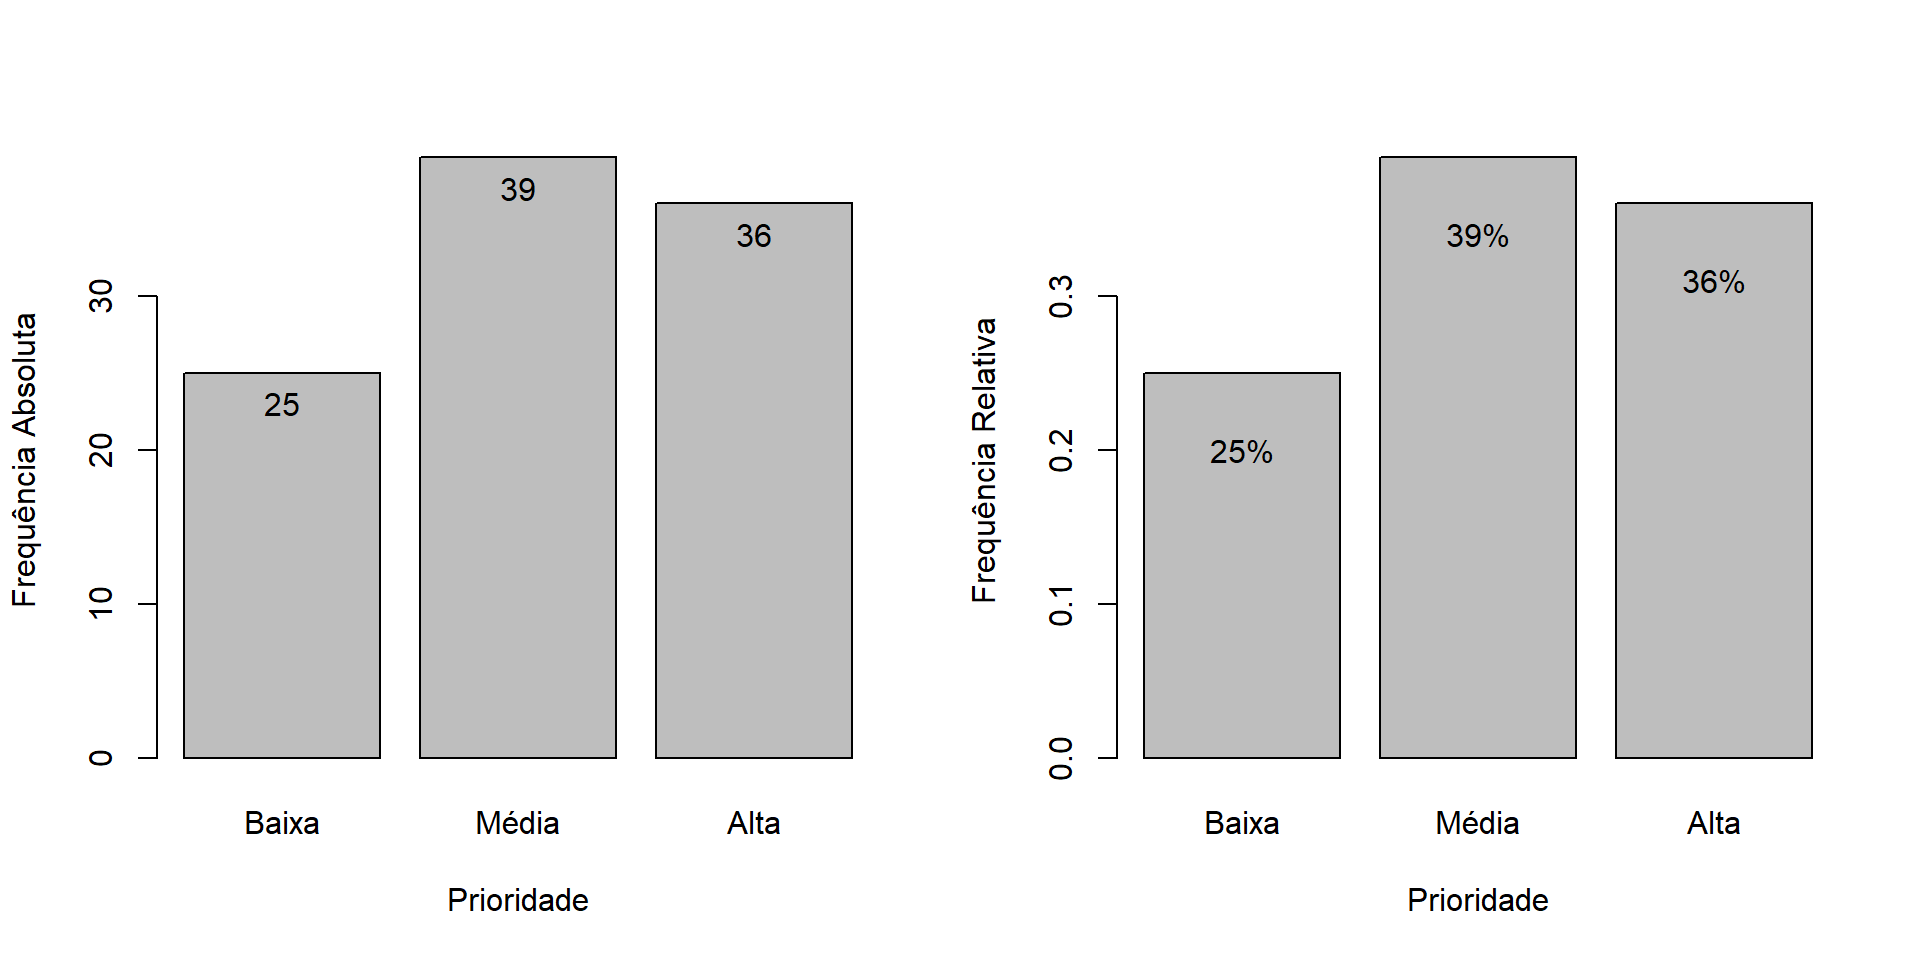 Frequência Absoluta
30
20
10
0
25
39
36
Baixa Média Alta
Prioridade
Frequência Relativa
0.3
0.2
0.1
0.0
25%
39%
36%
Baixa Média Alta
Prioridade